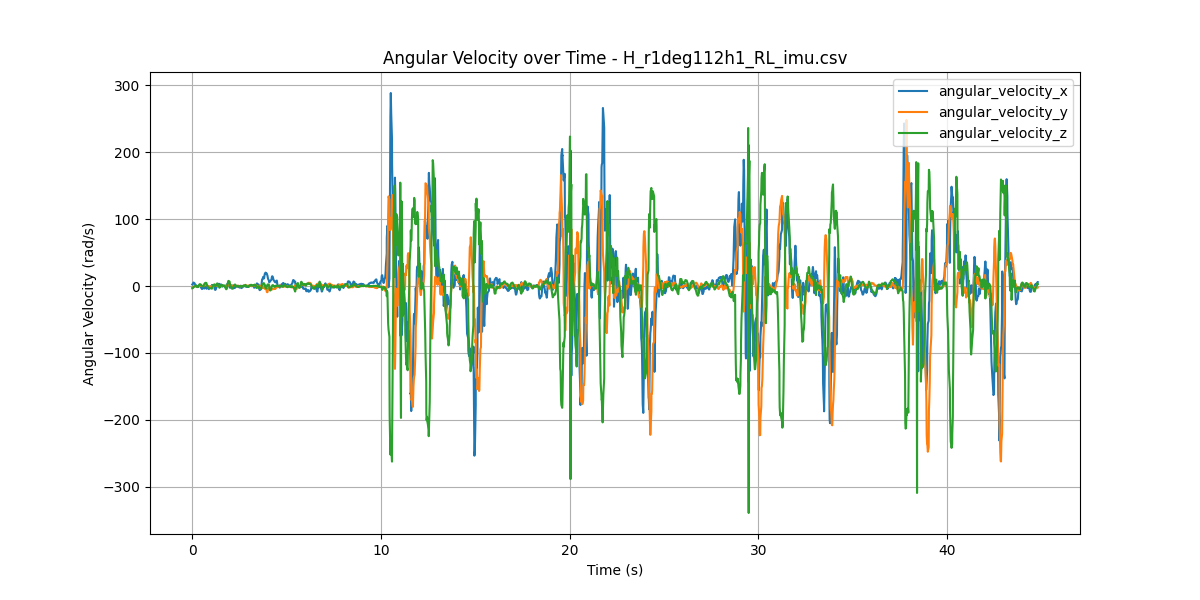 Angular Velocity over Time - H_r1deg112h1_RL_imu.csv
angular_velocity_x
angular_velocity_y
angular_velocity_z
Angular Velocity (rad/s)
300
200
100
0
−100
−200
−300
0 10 20 30 40
Time (s)